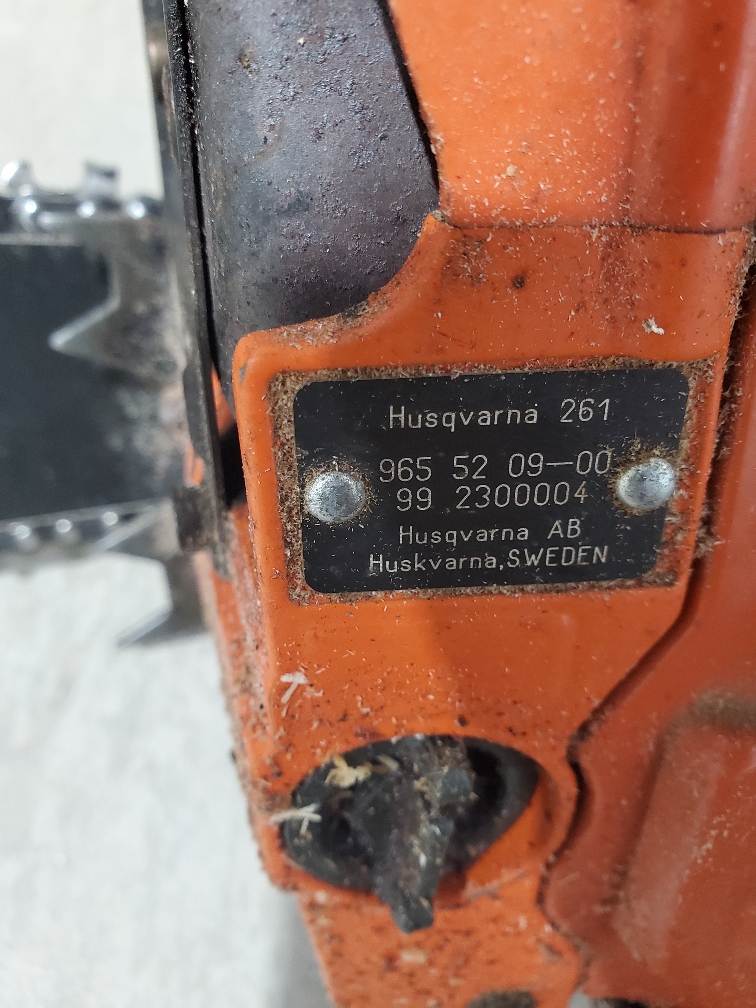 Husqvarna 261
965 52 09-00
99 2300004
Husqvarna AB
Huskvarna, SWEDEN